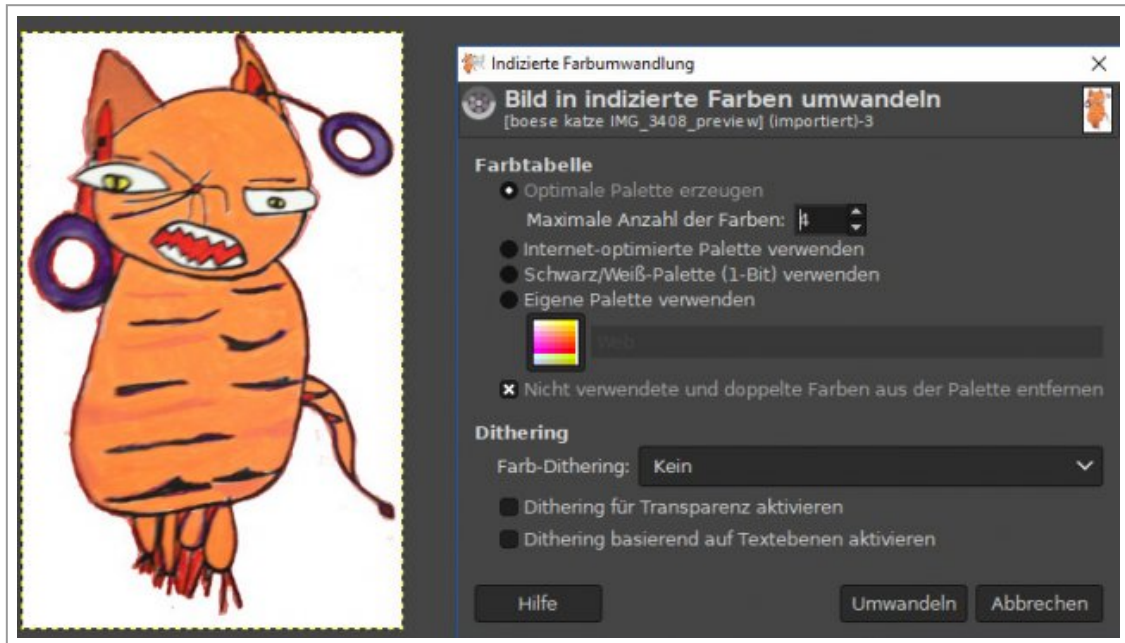 Indizierte Farbumwandlung
Bild in indizierte Farben umwandeln
[boese katze IMG_3408_preview] (importiert)-3
Farbtabelle
Optimale Palette erzeugen
Maximale Anzahl der Farben: 4
Internet-optimierte Palette verwenden
Schwarz/Weiß-Palette (1-Bit) verwenden
Eigene Palette verwenden
Web
Nicht verwendete und doppelte Farben aus der Palette entfernen
Dithering
Farb-Dithering: Kein
Dithering für Transparenz aktivieren
Dithering basierend auf Textebenen aktivieren
Hilfe Umwandeln Abbrechen